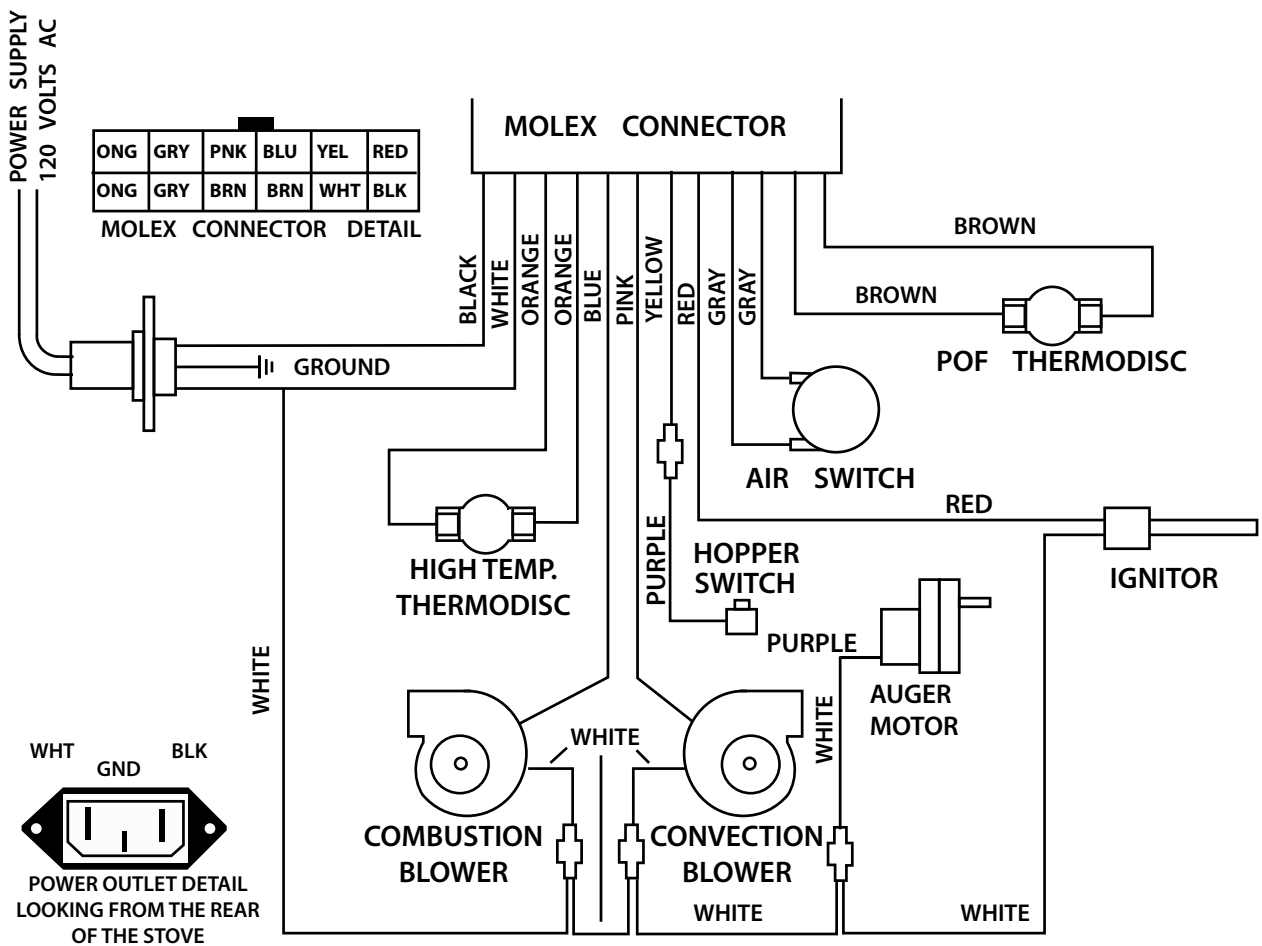 POWER SUPPLY
120 VOLTS AC
ONG GRY PNK BLU YEL RED
ONG GRY BRN BRN WHT BLK
MOLEX CONNECTOR DETAIL
MOLEX CONNECTOR
BLACK
WHITE
ORANGE
ORANGE
BLUE
PINK
YELLOW
RED
GRAY
GRAY
BROWN
BROWN
POF THERMODISC
GROUND
AIR SWITCH
RED
IGNITOR
HIGH TEMP.
THERMODISC
PURPLE
HOPPER
SWITCH
PURPLE
AUGER
MOTOR
WHITE
WHITE
WHITE
COMBUSTION
BLOWER
CONVECTION
BLOWER
WHITE
WHITE
WHT
GND
BLK
POWER OUTLET DETAIL
LOOKING FROM THE REAR
OF THE STOVE